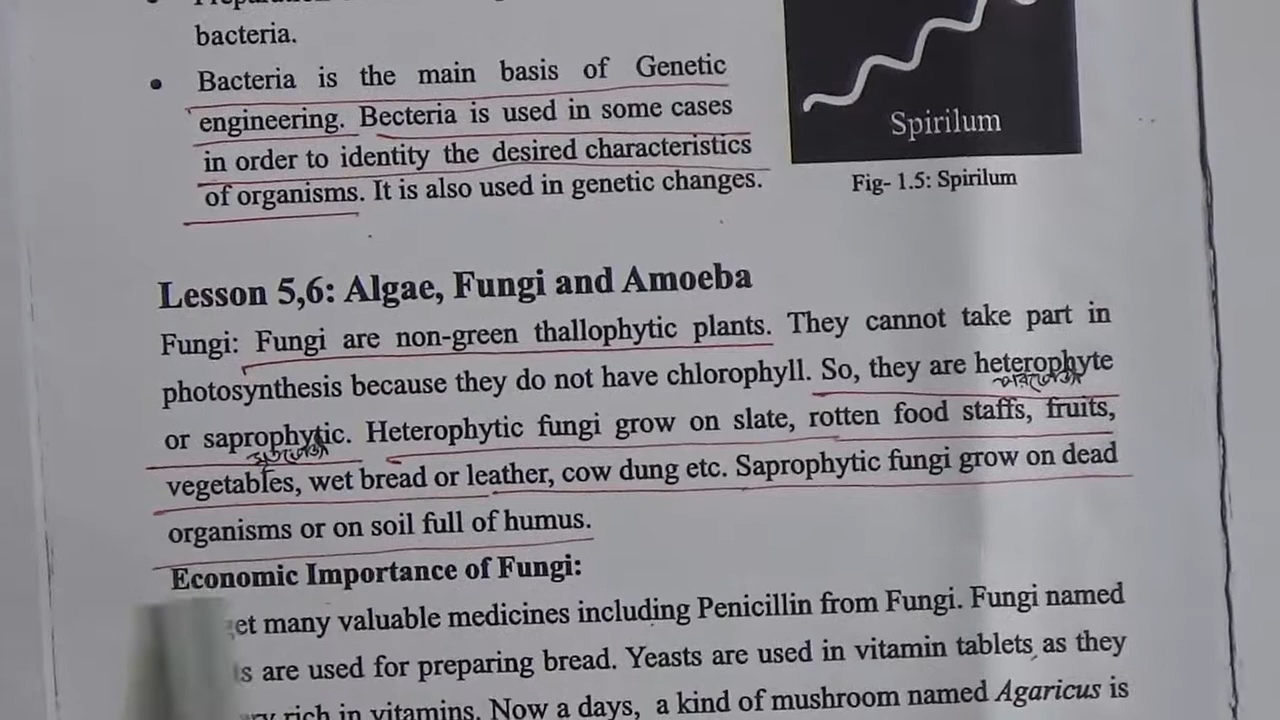 bacteria.
• Bacteria is the main basis of Genetic
engineering. Becteria is used in some cases
in order to identity the desired characteristics
of organisms. It is also used in genetic changes.
Spirilum
Fig- 1.5: Spirilum
Lesson 5,6: Algae, Fungi and Amoeba
Fungi: Fungi are non-green thallophytic plants. They cannot take part in
photosynthesis because they do not have chlorophyll. So, they are heterophyte
or saprophytic. Heterophytic fungi grow on slate, rotten food staffs, fruits,
vegetables, wet bread or leather, cow dung etc. Saprophytic fungi grow on dead
organisms or on soil full of humus.
Economic Importance of Fungi:
many valuable medicines including Penicillin from Fungi. Fungi named
are used for preparing bread. Yeasts are used in vitamin tablets as they
rich in vitamins. Now a days, a kind of mushroom named Agaricus is